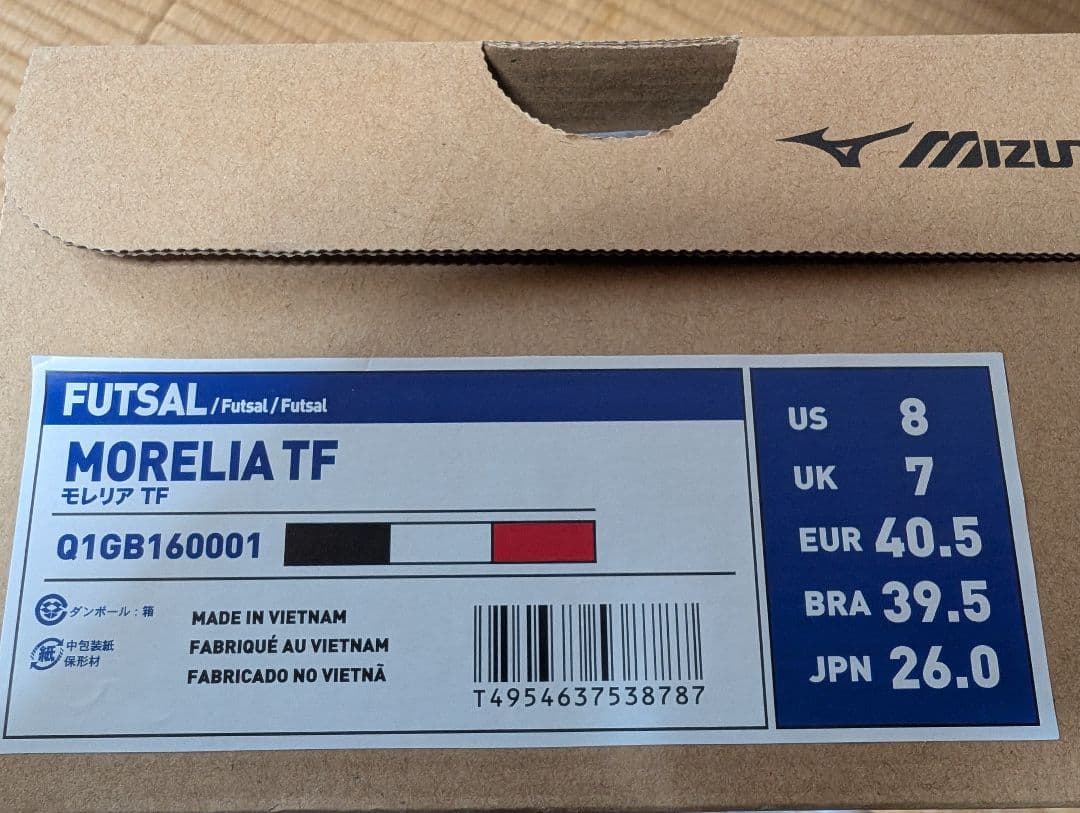 MIZU
FUTSAL / Futsal / Futsal
MORELIA TF
モレリア TF
Q1GB160001
ダンボール：箱
紙
中包装紙
保形材
MADE IN VIETNAM
FABRIQUÉ AU VIETNAM
FABRICADO NO VIETNÃ
T4954637538787
US 8
UK 7
EUR 40.5
BRA 39.5
JPN 26.0